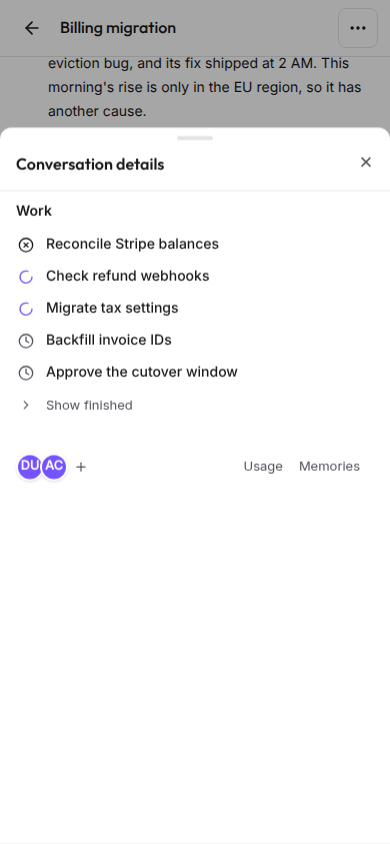 Billing migration
eviction bug, and its fix shipped at 2 AM. This
morning's rise is only in the EU region, so it has
another cause.
Conversation details
Work
Reconcile Stripe balances
Check refund webhooks
Migrate tax settings
Backfill invoice IDs
Approve the cutover window
Show finished
DU AC + Usage Memories